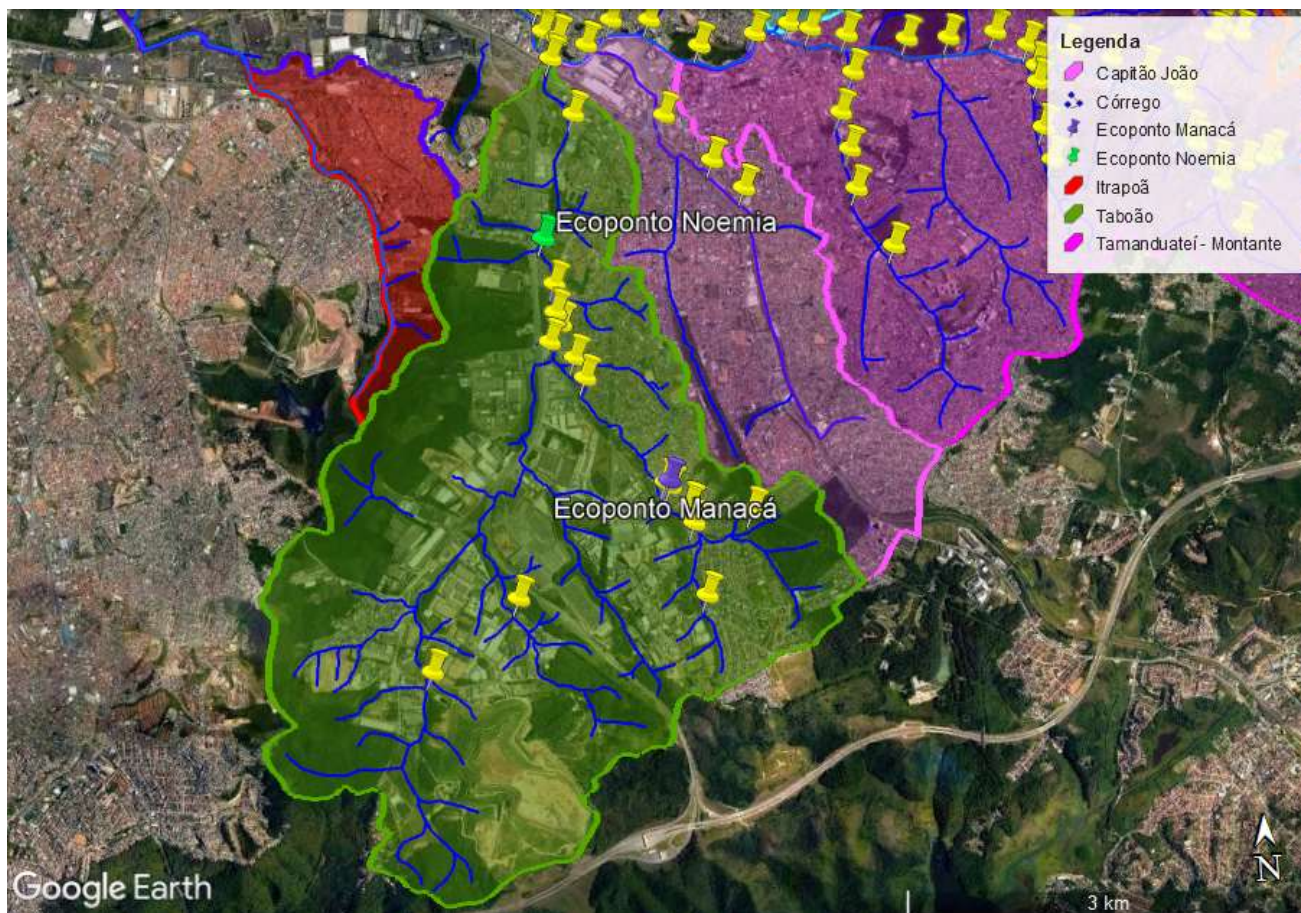 Legenda
Capitão João
Córrego
Ecoponto Manacá
Ecoponto Noemia
Itrapoã
Taboão
Tamanduateí - Montante
Ecoponto Noemia
Ecoponto Manacá
Google Earth
N
3 km